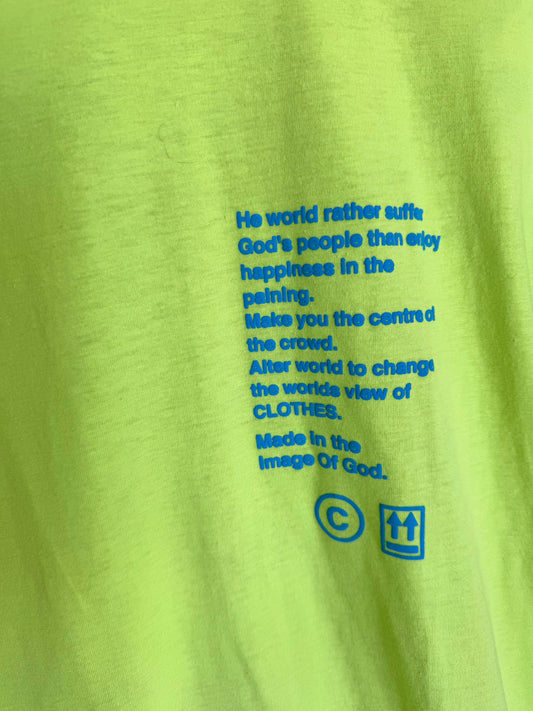 He world rather suffer
God's people than enjoy
happiness in the
paining.
Make you the centre of
the crowd.
Alter world to change
the worlds view of
CLOTHES.
Made in the
Image Of God.
©